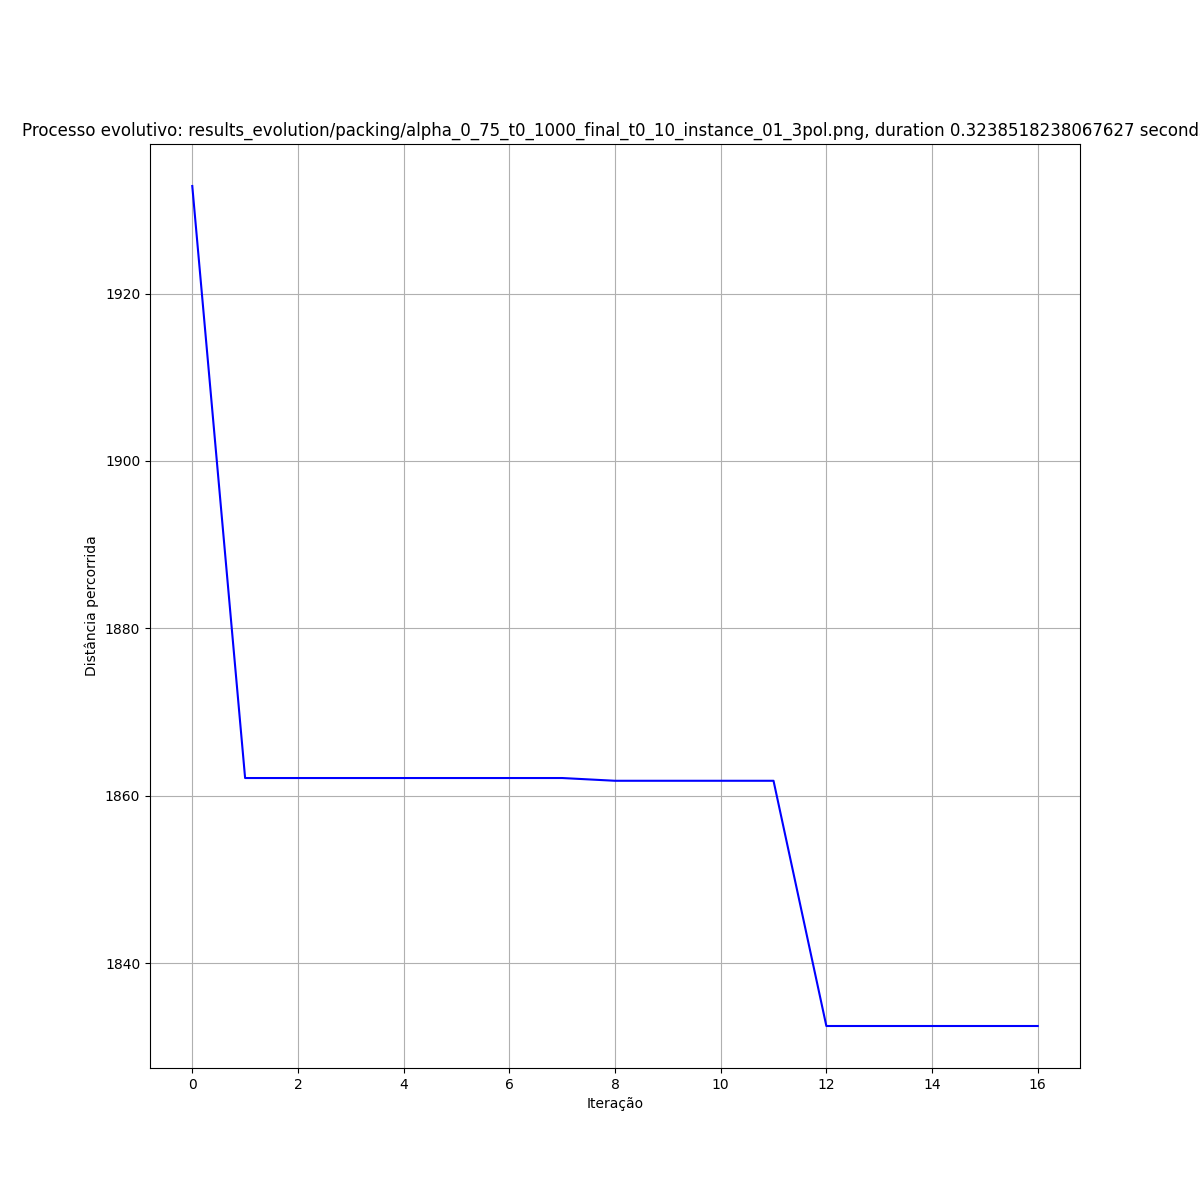 Processo evolutivo: results_evolution/packing/alpha_0_75_t0_1000_final_t0_10_instance_01_3pol.png, duration 0.3238518238067627 second
1920
1900
1880
1860
1840
Distância percorrida
0 2 4 6 8 10 12 14 16
Iteração